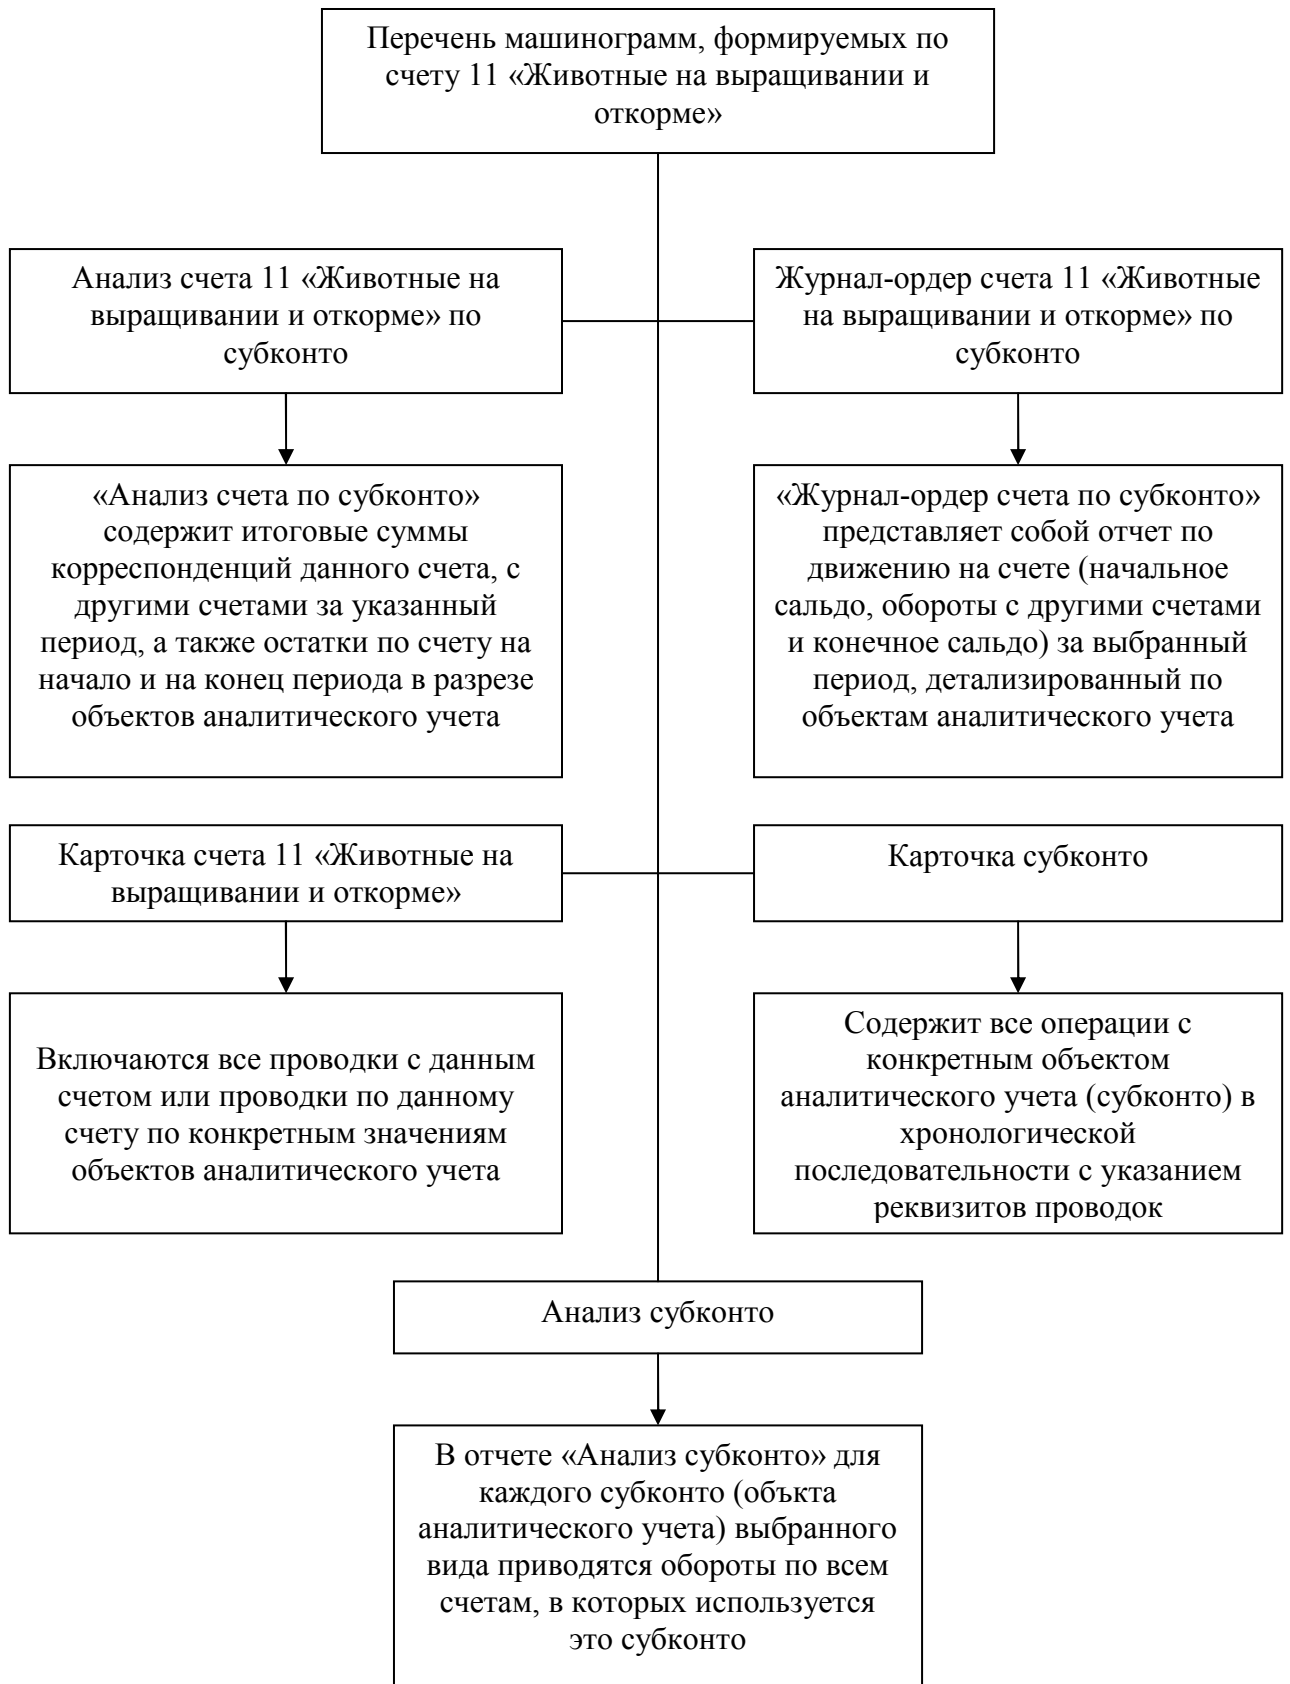 Перечень машинограмм, формируемых по
счету 11 «Животные на выращивании и
откорме»
Анализ счета 11 «Животные на
выращивании и откорме» по
субконто
Журнал-ордер счета 11 «Животные
на выращивании и откорме» по
субконто
«Анализ счета по субконто»
содержит итоговые суммы
корреспонденций данного счета, с
другими счетами за указанный
период, а также остатки по счету на
начало и на конец периода в разрезе
объектов аналитического учета
«Журнал-ордер счета по субконто»
представляет собой отчет по
движению на счете (начальное
сальдо, обороты с другими счетами
и конечное сальдо) за выбранный
период, детализированный по
объектам аналитического учета
Карточка счета 11 «Животные на
выращивании и откорме»
Карточка субконто
Включаются все проводки с данным
счетом или проводки по данному
счету по конкретным значениям
объектов аналитического учета
Содержит все операции с
конкретным объектом
аналитического учета (субконто) в
хронологической
последовательности с указанием
реквизитов проводок
Анализ субконто
В отчете «Анализ субконто» для
каждого субконто (объкта
аналитического учета) выбранного
вида приводятся обороты по всем
счетам, в которых используется
это субконто